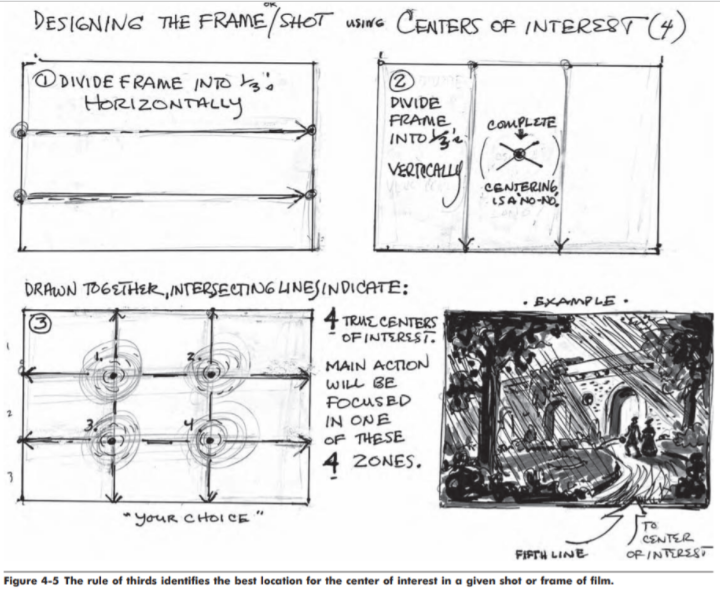 DESIGNING THE FRAME/OR SHOT USING CENTERS OF INTEREST (4)
① DIVIDE FRAME INTO 1/3's
HORIZONTALLY
②
DIVIDE
FRAME
INTO 1/3's
VERTICALLY
COMPLETE
CENTERING
IS A "NO-NO."
DRAWN TOGETHER, INTERSECTING LINES INDICATE:
③
1.
2.
3.
4
1
2
3
"YOUR CHOICE"
4 TRUE CENTERS
OF INTEREST.
MAIN ACTION
WILL BE
FOCUSED
IN ONE
OF THESE
4 ZONES.
• EXAMPLE •
FIFTH LINE
TO
CENTER
OF INTEREST
Figure 4-5 The rule of thirds identifies the best location for the center of interest in a given shot or frame of film.